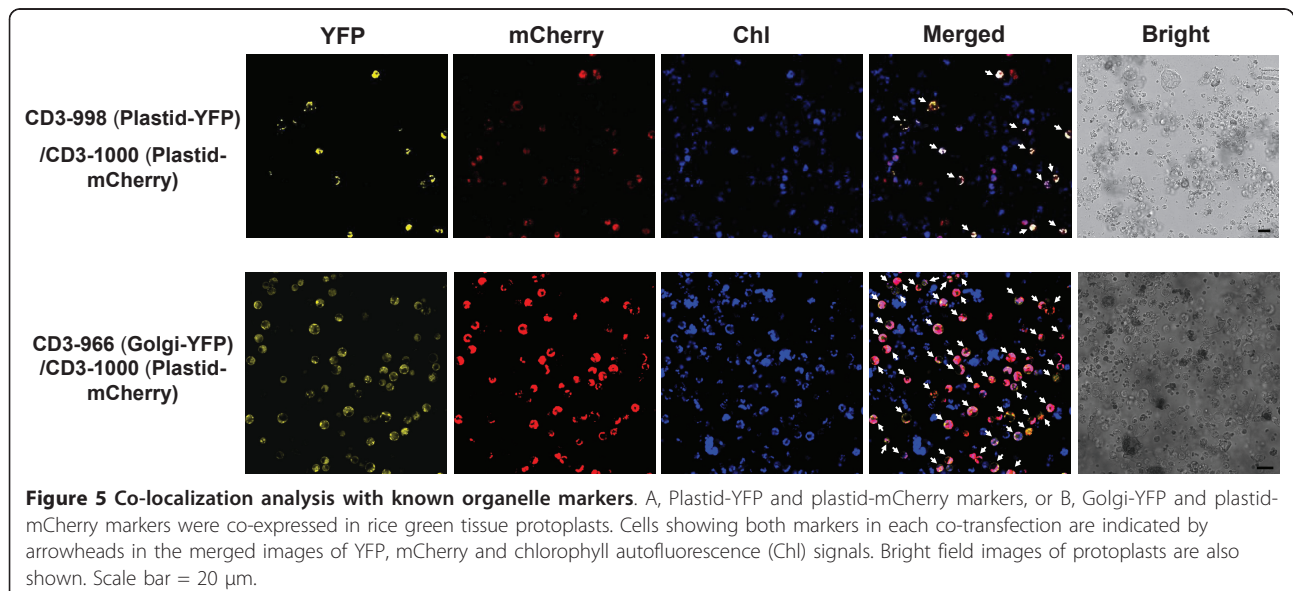 YFP mCherry Chl Merged Bright
CD3-998 (Plastid-YFP)
/CD3-1000 (Plastid-
mCherry)
CD3-966 (Golgi-YFP)
/CD3-1000 (Plastid-
mCherry)
Figure 5 Co-localization analysis with known organelle markers. A, Plastid-YFP and plastid-mCherry markers, or B, Golgi-YFP and plastid-
mCherry markers were co-expressed in rice green tissue protoplasts. Cells showing both markers in each co-transfection are indicated by
arrowheads in the merged images of YFP, mCherry and chlorophyll autofluorescence (Chl) signals. Bright field images of protoplasts are also
shown. Scale bar = 20 μm.